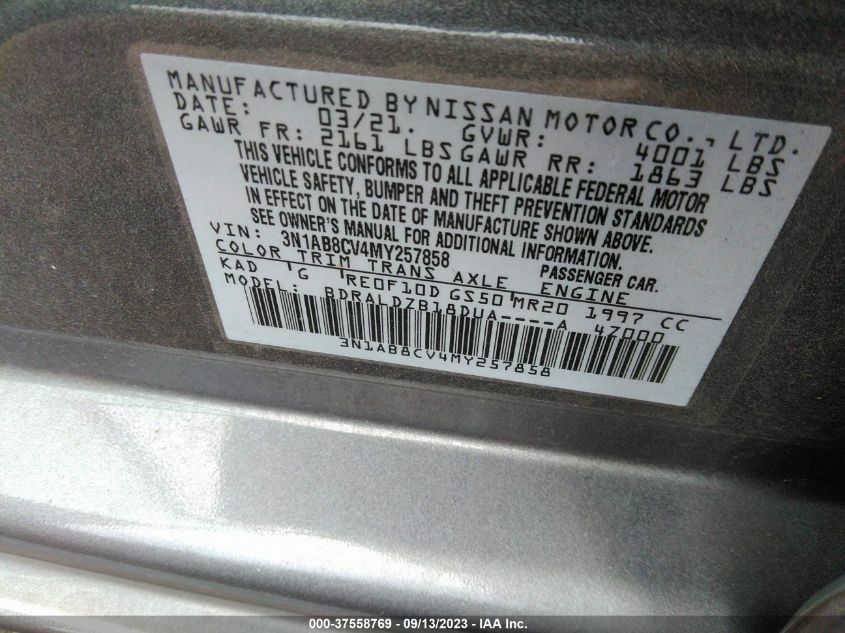 MANUFACTURED BY NISSAN MOTOR CO., LTD.
DATE: 03/21. GVWR: 4001 LBS
GAWR FR: 2161 LBS GAWR RR: 1863 LBS
THIS VEHICLE CONFORMS TO ALL APPLICABLE FEDERAL MOTOR
VEHICLE SAFETY, BUMPER AND THEFT PREVENTION STANDARDS
IN EFFECT ON THE DATE OF MANUFACTURE SHOWN ABOVE.
SEE OWNER'S MANUAL FOR ADDITIONAL INFORMATION.
VIN: 3N1AB8CV4MY257858 PASSENGER CAR.
COLOR TRIM TRANS AXLE ENGINE
KAD G RE0F10D GS50 MR20 1997 CC
MODEL: BDRALDZB18DUA----A 4Z000
3N1AB8CV4MY257858
000-37558769 / 09/13/2023 - IAA Inc.